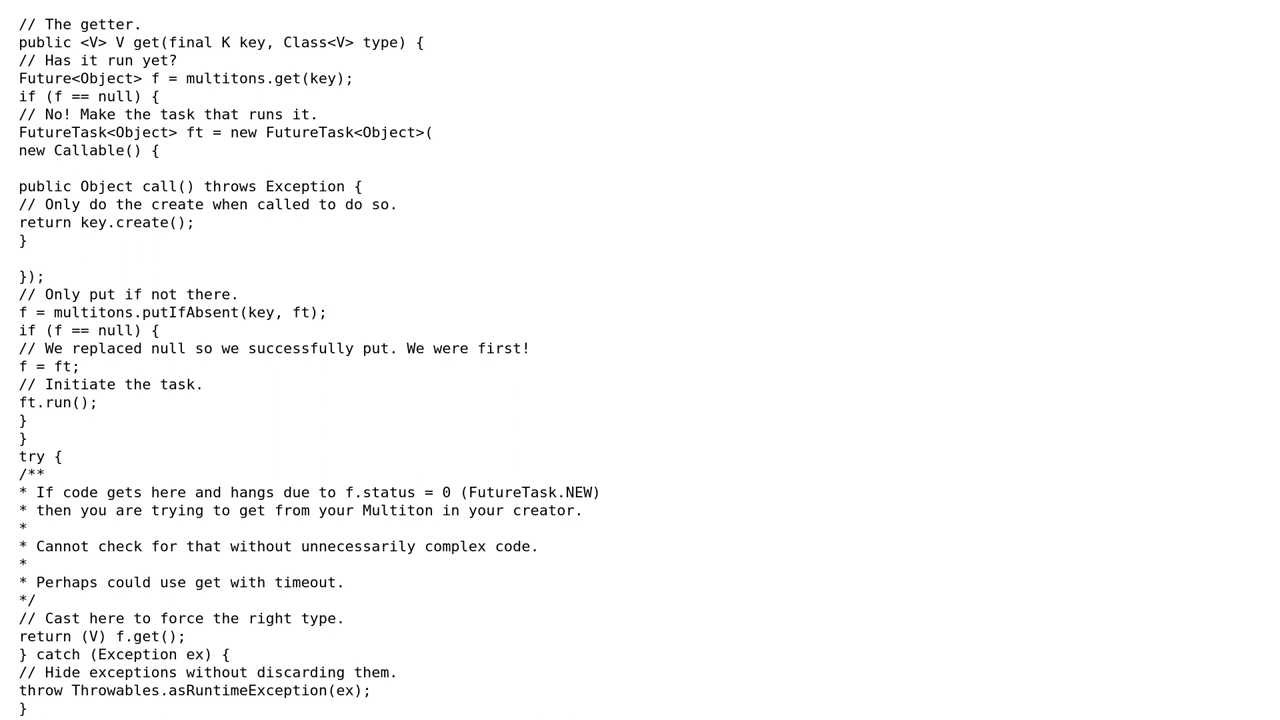 // The getter.
public <V> V get(final K key, Class<V> type) {
// Has it run yet?
Future<Object> f = multitons.get(key);
if (f == null) {
// No! Make the task that runs it.
FutureTask<Object> ft = new FutureTask<Object>(
new Callable() {

public Object call() throws Exception {
// Only do the create when called to do so.
return key.create();
}

});
// Only put if not there.
f = multitons.putIfAbsent(key, ft);
if (f == null) {
// We replaced null so we successfully put. We were first!
f = ft;
// Initiate the task.
ft.run();
}
}
try {
/**
* If code gets here and hangs due to f.status = 0 (FutureTask.NEW)
* then you are trying to get from your Multiton in your creator.
*
* Cannot check for that without unnecessarily complex code.
*
* Perhaps could use get with timeout.
*/
// Cast here to force the right type.
return (V) f.get();
} catch (Exception ex) {
// Hide exceptions without discarding them.
throw Throwables.asRuntimeException(ex);
}